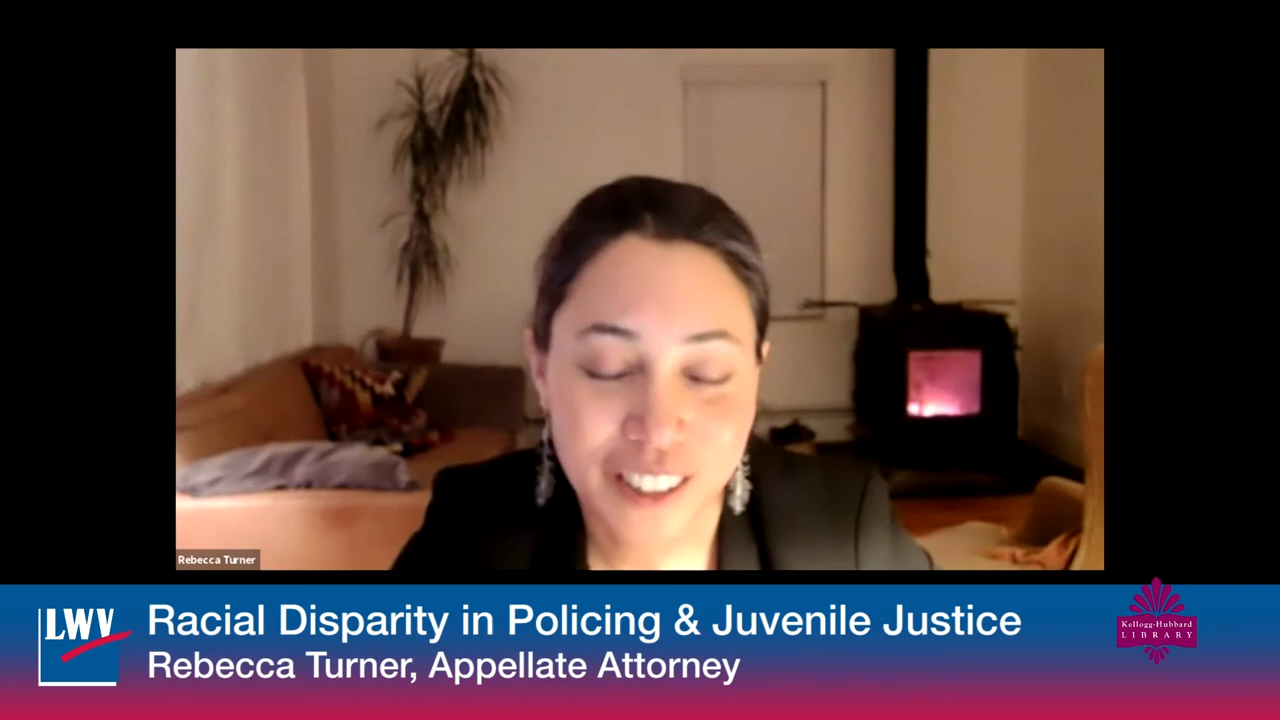 Rebecca Turner
LWV
Racial Disparity in Policing & Juvenile Justice
Rebecca Turner, Appellate Attorney
Kellogg-Hubbard
LIBRARY